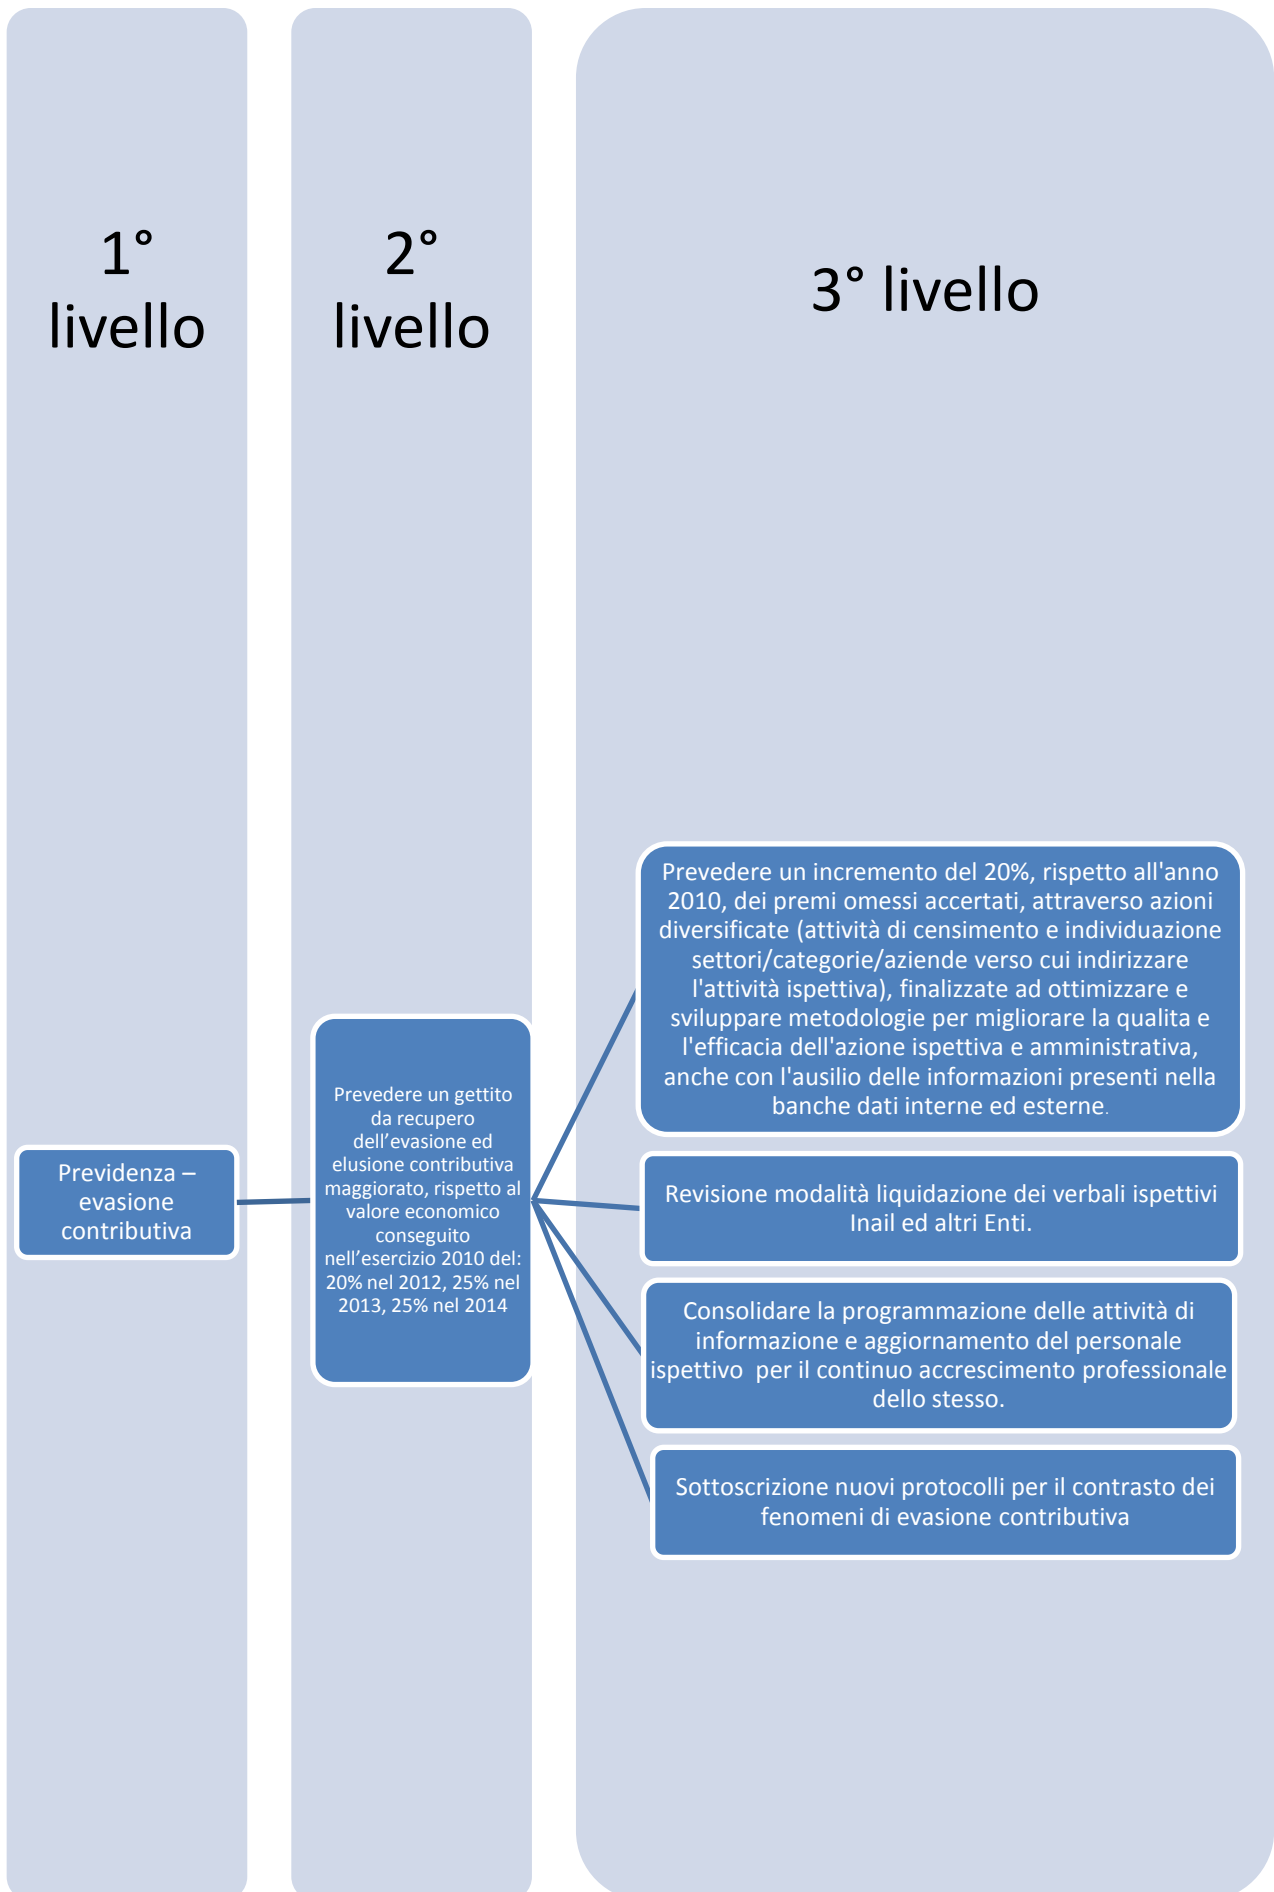 1°
livello
2°
livello
3° livello
Previdenza –
evasione
contributiva
Prevedere un gettito
da recupero
dell’evasione ed
elusione contributiva
maggiorato, rispetto al
valore economico
conseguito
nell’esercizio 2010 del:
20% nel 2012, 25% nel
2013, 25% nel 2014
Prevedere un incremento del 20%, rispetto all'anno
2010, dei premi omessi accertati, attraverso azioni
diversificate (attività di censimento e individuazione
settori/categorie/aziende verso cui indirizzare
l'attività ispettiva), finalizzate ad ottimizzare e
sviluppare metodologie per migliorare la qualita e
l'efficacia dell'azione ispettiva e amministrativa,
anche con l'ausilio delle informazioni presenti nella
banche dati interne ed esterne.
Revisione modalità liquidazione dei verbali ispettivi
Inail ed altri Enti.
Consolidare la programmazione delle attività di
informazione e aggiornamento del personale
ispettivo  per il continuo accrescimento professionale
dello stesso.
Sottoscrizione nuovi protocolli per il contrasto dei
fenomeni di evasione contributiva